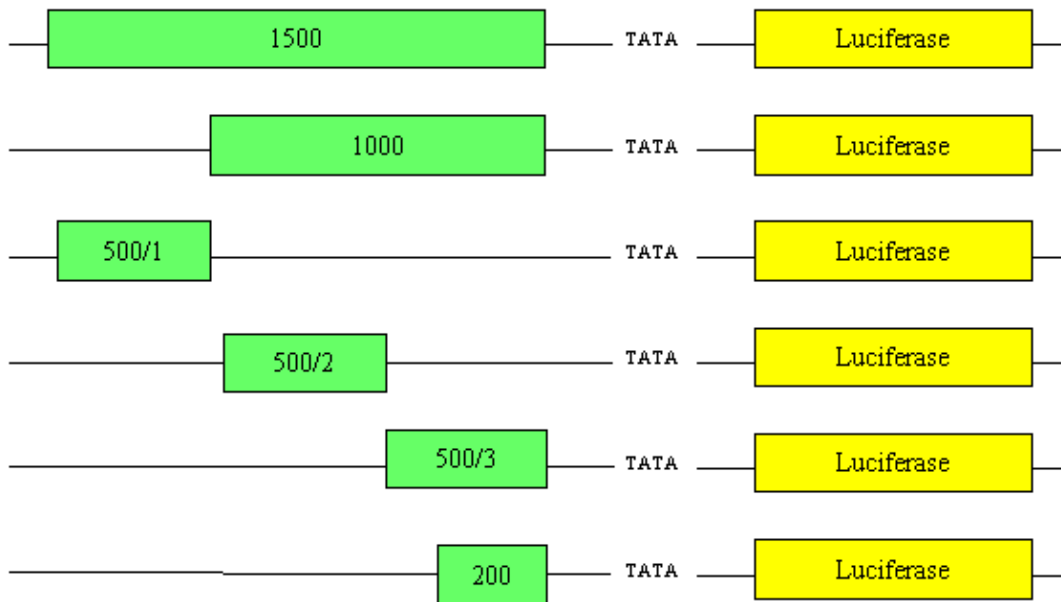 1500 TATA Luciferase
1000 TATA Luciferase
500/1 TATA Luciferase
500/2 TATA Luciferase
500/3 TATA Luciferase
200 TATA Luciferase